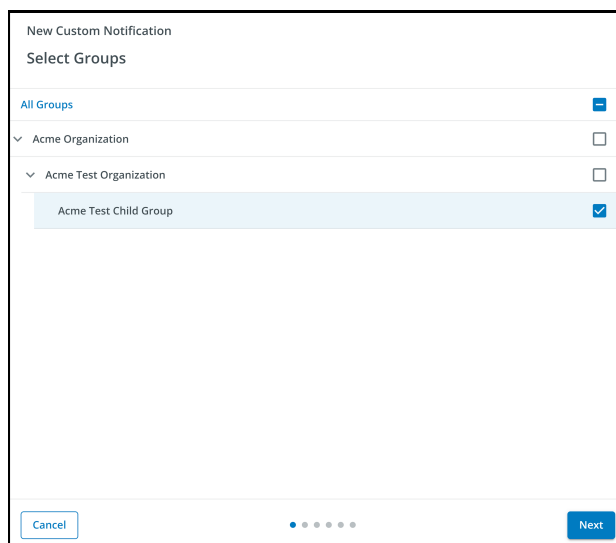 New Custom Notification
Select Groups
All Groups
Acme Organization
Acme Test Organization
Acme Test Child Group
Cancel
Next